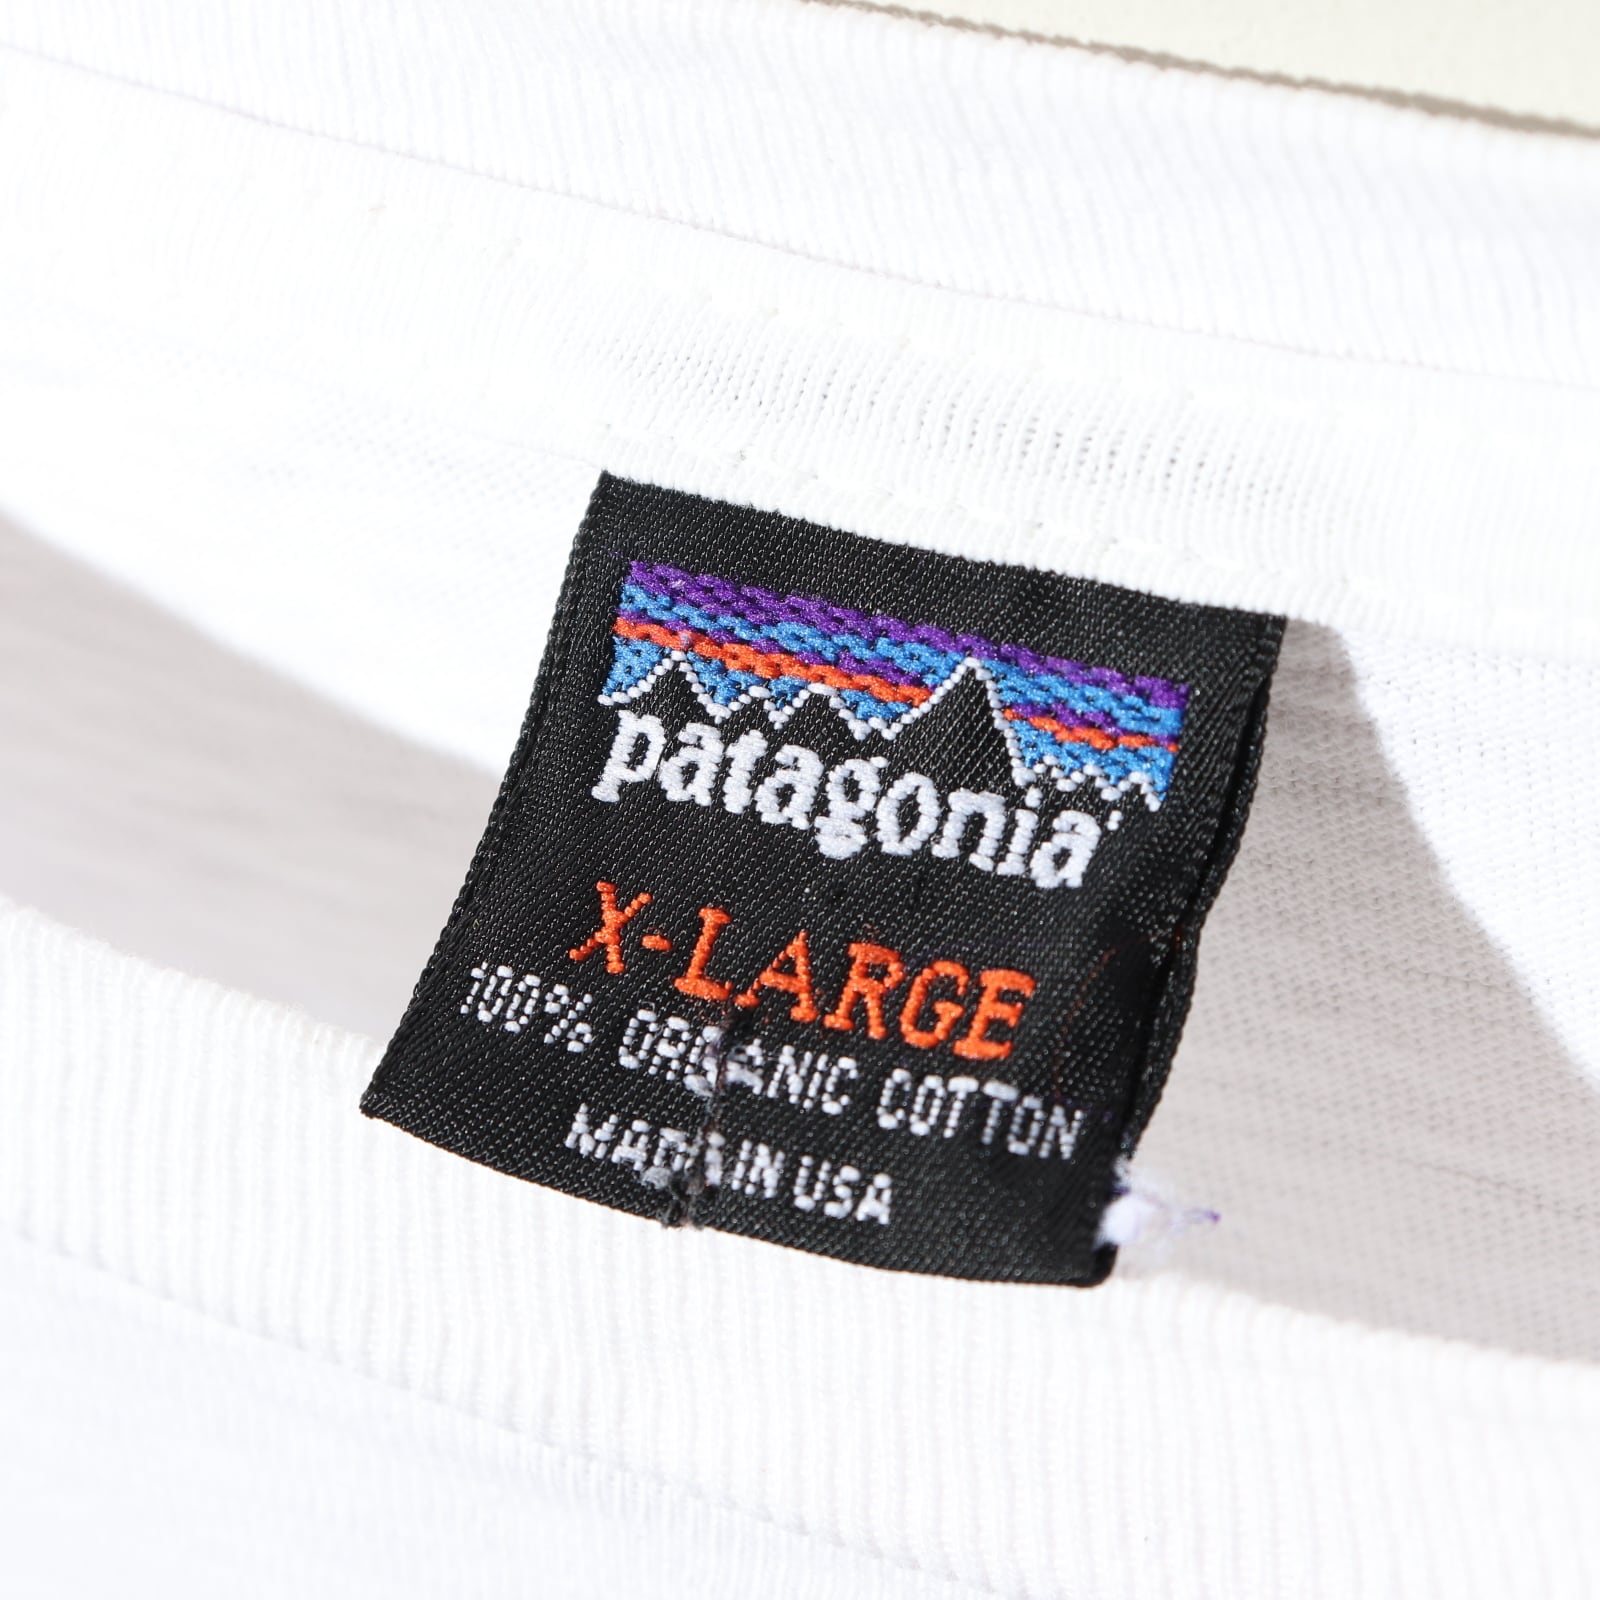 patagonia
X-LARGE
100% ORGANIC COTTON
MADE IN USA